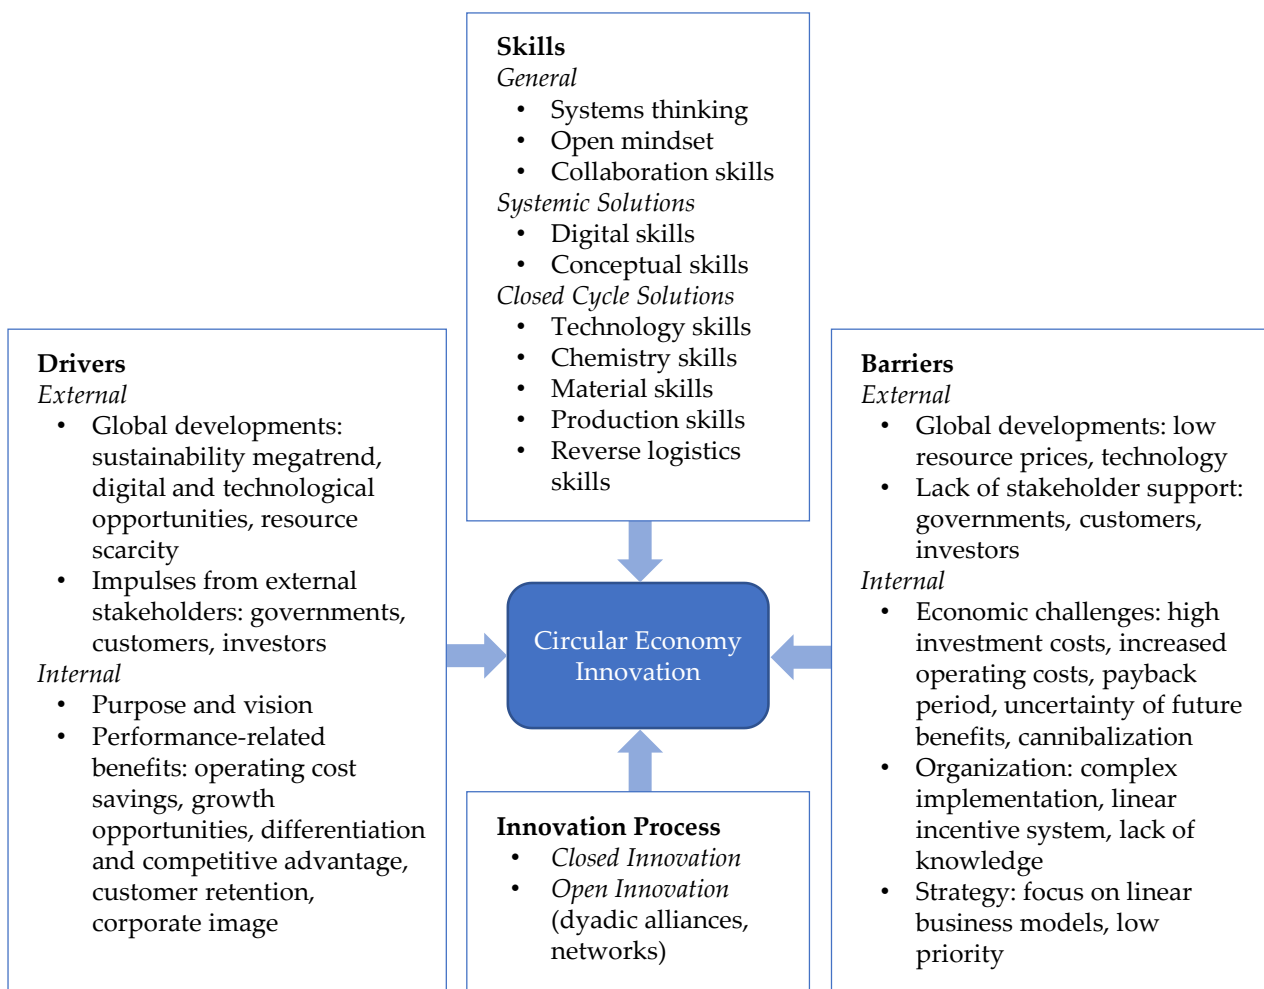 Skills
General
• Systems thinking
• Open mindset
• Collaboration skills
Systemic Solutions
• Digital skills
• Conceptual skills
Closed Cycle Solutions
• Technology skills
• Chemistry skills
• Material skills
• Production skills
• Reverse logistics
skills
Drivers
External
• Global developments:
sustainability megatrend,
digital and technological
opportunities, resource
scarcity
• Impulses from external
stakeholders: governments,
customers, investors
Internal
• Purpose and vision
• Performance-related
benefits: operating cost
savings, growth
opportunities, differentiation
and competitive advantage,
customer retention,
corporate image
Circular Economy
Innovation
Barriers
External
• Global developments: low
resource prices, technology
• Lack of stakeholder support:
governments, customers,
investors
Internal
• Economic challenges: high
investment costs, increased
operating costs, payback
period, uncertainty of future
benefits, cannibalization
• Organization: complex
implementation, linear
incentive system, lack of
knowledge
• Strategy: focus on linear
business models, low
priority
Innovation Process
• Closed Innovation
• Open Innovation
(dyadic alliances,
networks)